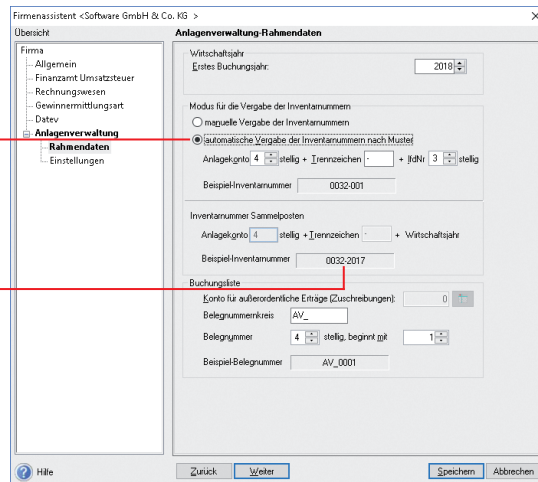 Firmenassistent <Software GmbH & Co. KG >
Übersicht
Firma
Allgemein
Finanzamt Umsatzsteuer
Rechnungswesen
Gewinnermittlungsart
Datev
Anlagenverwaltung
Rahmendaten
Einstellungen
Anlagenverwaltung-Rahmendaten
Wirtschaftsjahr
Erstes Buchungsjahr: 2018
Modus für die Vergabe der Inventarnummern
manuelle Vergabe der Inventarnummern
automatische Vergabe der Inventarnummern nach Muster
Anlagekonto 4 stellig + Trennzeichen - + lfdNr 3 stellig
Beispiel-Inventarnummer 0032-001
Inventarnummer Sammelposten
Anlagekonto 4 stellig + Trennzeichen - + Wirtschaftsjahr
Beispiel-Inventarnummer 0032-2017
Buchungsliste
Konto für außerordentliche Erträge (Zuschreibungen): 0
Belegnummernkreis AV_
Belegnummer 4 stellig, beginnt mit 1
Beispiel-Belegnummer AV_0001
Hilfe Zurück Weiter Speichern Abbrechen